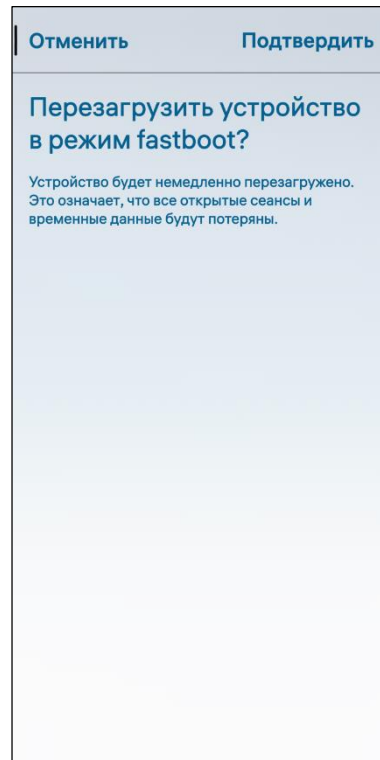 Отменить Подтвердить
Перезагрузить устройство
в режим fastboot?
Устройство будет немедленно перезагружено.
Это означает, что все открытые сеансы и
временные данные будут потеряны.